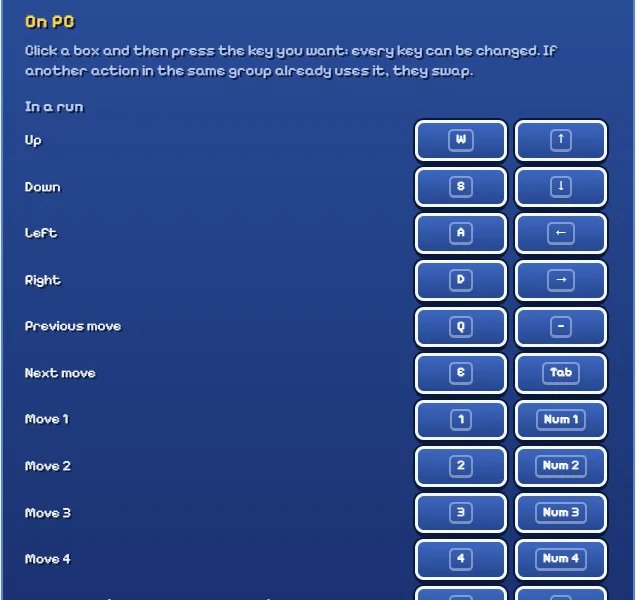 On PC
Click a box and then press the key you want: every key can be changed. If
another action in the same group already uses it, they swap.
In a run
Up W ↑
Down S ↓
Left A ←
Right D →
Previous move Q –
Next move E Tab
Move 1 1 Num 1
Move 2 2 Num 2
Move 3 3 Num 3
Move 4 4 Num 4